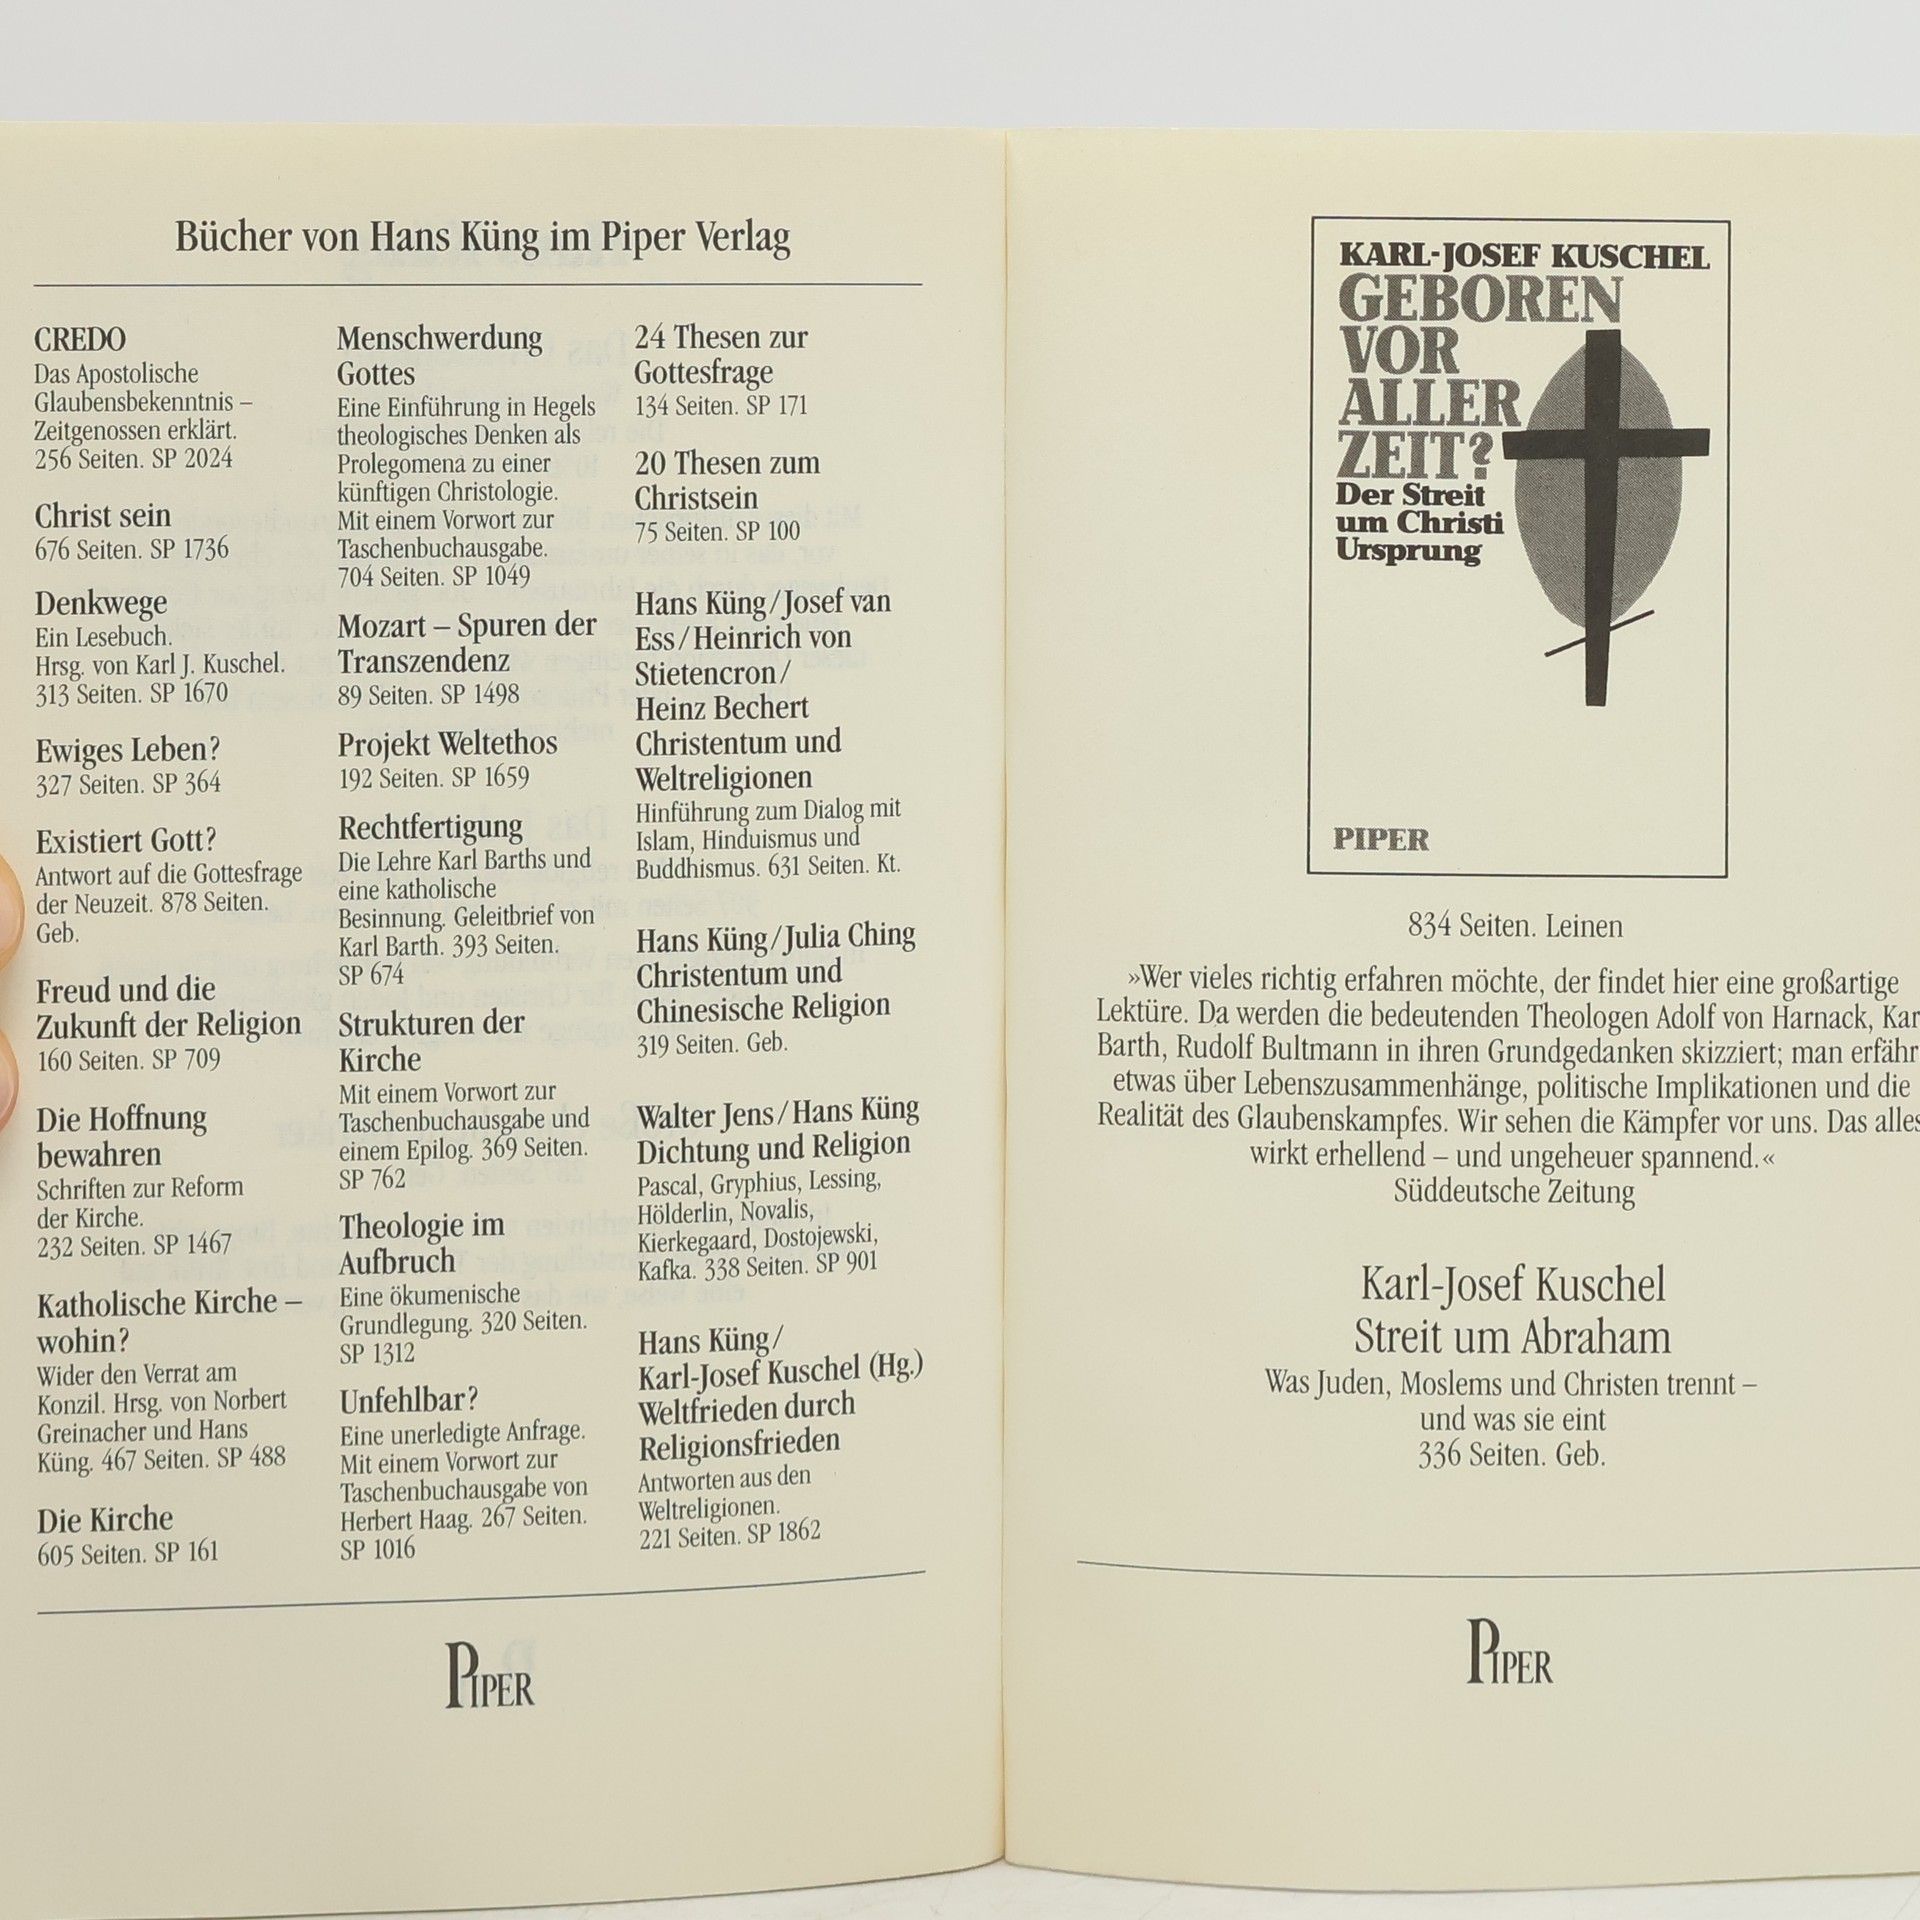 Bücher von Hans Küng im Piper Verlag
CREDO
Das Apostolische
Glaubensbekenntnis –
Zeitgenossen erklärt.
256 Seiten. SP 2024
Christ sein
676 Seiten. SP 1736
Denkwege
Ein Lesebuch.
Hrsg. von Karl J. Kuschel.
313 Seiten. SP 1670
Ewiges Leben?
327 Seiten. SP 364
Existiert Gott?
Antwort auf die Gottesfrage
der Neuzeit. 878 Seiten.
Geb.
Freud und die
Zukunft der Religion
160 Seiten. SP 709
Die Hoffnung
bewahren
Schriften zur Reform
der Kirche.
232 Seiten. SP 1467
Katholische Kirche –
wohin?
Wider den Verrat am
Konzil. Hrsg. von Norbert
Greinacher und Hans
Küng. 467 Seiten. SP 488
Die Kirche
605 Seiten. SP 161
Menschwerdung
Gottes
Eine Einführung in Hegels
theologisches Denken als
Prolegomena zu einer
künftigen Christologie.
Mit einem Vorwort zur
Taschenbuchausgabe.
704 Seiten. SP 1049
Mozart – Spuren der
Transzendenz
89 Seiten. SP 1498
Projekt Weltethos
192 Seiten. SP 1659
Rechtfertigung
Die Lehre Karl Barths und
eine katholische
Besinnung. Geleitbrief von
Karl Barth. 393 Seiten.
SP 674
Strukturen der
Kirche
Mit einem Vorwort zur
Taschenbuchausgabe und
einem Epilog. 369 Seiten.
SP 762
Theologie im
Aufbruch
Eine ökumenische
Grundlegung. 320 Seiten.
SP 1312
Unfehlbar?
Eine unerledigte Anfrage.
Mit einem Vorwort zur
Taschenbuchausgabe von
Herbert Haag. 267 Seiten.
SP 1016
24 Thesen zur
Gottesfrage
134 Seiten. SP 171
20 Thesen zum
Christsein
75 Seiten. SP 100
Hans Küng/Josef van
Ess/Heinrich von
Stietencron/
Heinz Bechert
Christentum und
Weltreligionen
Hinführung zum Dialog mit
Islam, Hinduismus und
Buddhismus. 631 Seiten. Kt.
Hans Küng/Julia Ching
Christentum und
Chinesische Religion
319 Seiten. Geb.
Walter Jens/Hans Küng
Dichtung und Religion
Pascal, Gryphius, Lessing,
Hölderlin, Novalis,
Kierkegaard, Dostojewski,
Kafka. 338 Seiten. SP 901
Hans Küng/
Karl-Josef Kuschel (Hg.)
Weltfrieden durch
Religionsfrieden
Antworten aus den
Weltreligionen.
221 Seiten. SP 1862
PIPER
KARL-JOSEF KUSCHEL
GEBOREN
VOR
ALLER
ZEIT?
Der Streit
um Christi
Ursprung
PIPER
834 Seiten. Leinen
»Wer vieles richtig erfahren möchte, der findet hier eine großartige
Lektüre. Da werden die bedeutenden Theologen Adolf von Harnack, Kar
Barth, Rudolf Bultmann in ihren Grundgedanken skizziert; man erfähr
etwas über Lebenszusammenhänge, politische Implikationen und die
Realität des Glaubenskampfes. Wir sehen die Kämpfer vor uns. Das alles
wirkt erhellend – und ungeheuer spannend.«
Süddeutsche Zeitung
Karl-Josef Kuschel
Streit um Abraham
Was Juden, Moslems und Christen trennt –
und was sie eint
336 Seiten. Geb.
PIPER